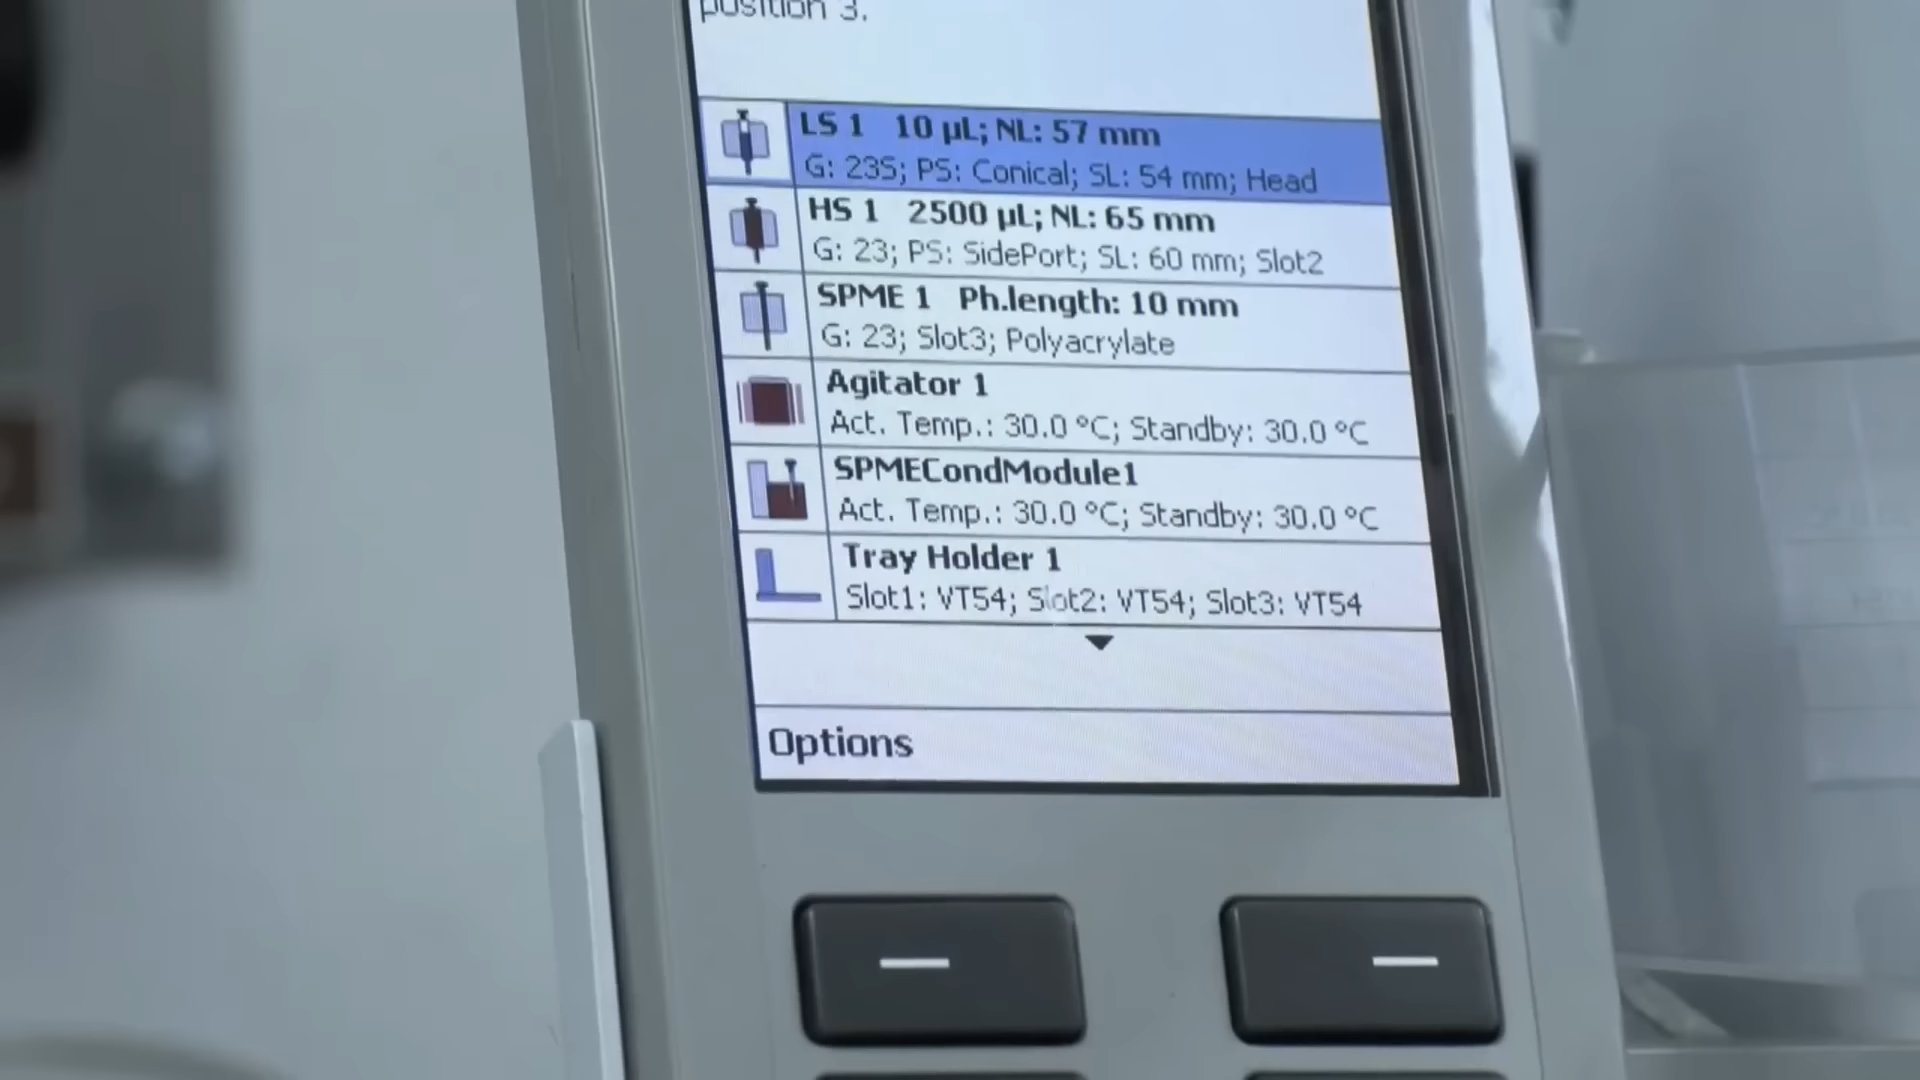 position 3.
LS 1 10 µL; NL: 57 mm
G: 23S; PS: Conical; SL: 54 mm; Head
HS 1 2500 µL; NL: 65 mm
G: 23; PS: SidePort; SL: 60 mm; Slot2
SPME 1 Ph.length: 10 mm
G: 23; Slot3; Polyacrylate
Agitator 1
Act. Temp.: 30.0 °C; Standby: 30.0 °C
SPMECondModule1
Act. Temp.: 30.0 °C; Standby: 30.0 °C
Tray Holder 1
Slot1: VT54; Slot2: VT54; Slot3: VT54
Options